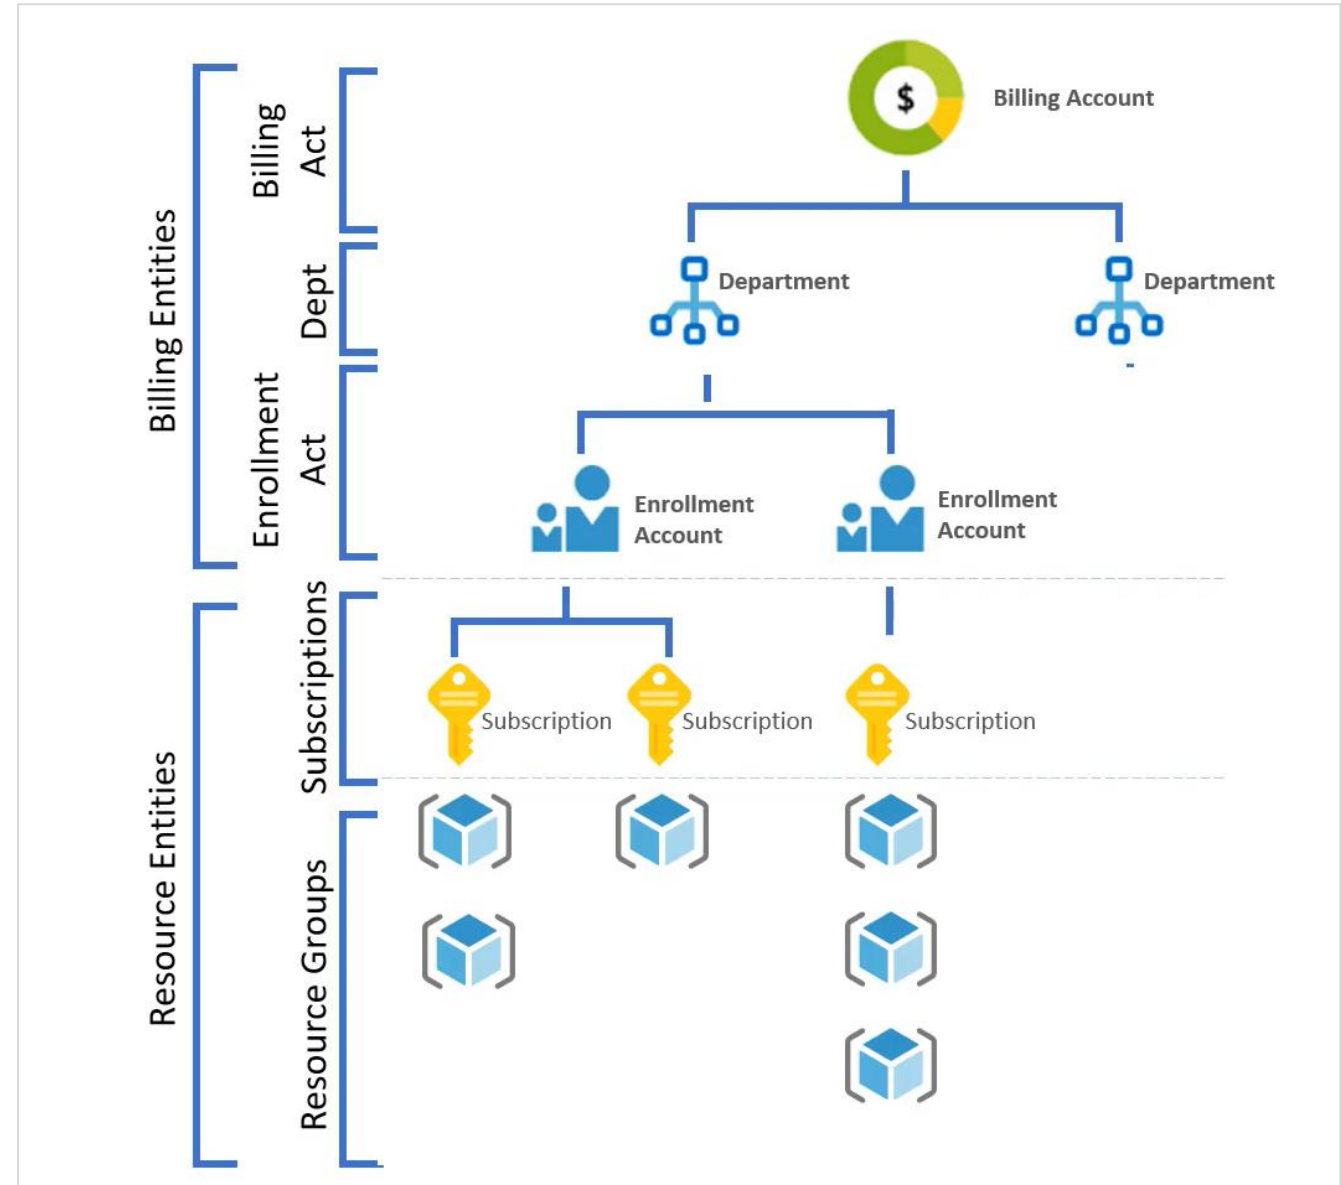 $
Billing Account
Billing
Act
Billing Entities
Dept
Department
Department
Enrollment
Act
Enrollment
Account
Enrollment
Account
Resource Entities
Subscriptions
Subscription
Subscription
Subscription
Resource Groups